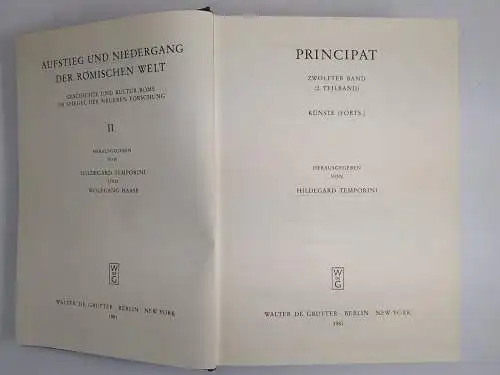 AUFSTIEG UND NIEDERGANG
DER RÖMISCHEN WELT
GESCHICHTE UND KULTUR ROMS
IM SPIEGEL DER NEUEREN FORSCHUNG
II
HERAUSGEGEBEN
VON
HILDEGARD TEMPORINI
UND
WOLFGANG HAASE
W
DE
G
WALTER DE GRUYTER · BERLIN · NEW YORK
1981
PRINCIPAT
ZWÖLFTER BAND
(2. TEILBAND)
KÜNSTE (FORTS.)
HERAUSGEGEBEN
VON
HILDEGARD TEMPORINI
W
DE
G
WALTER DE GRUYTER · BERLIN · NEW YORK
1981